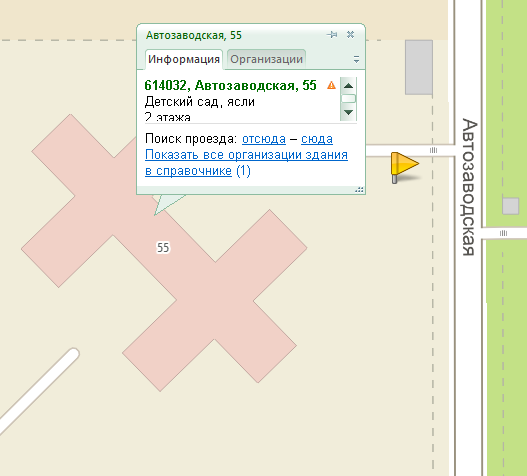 Автозаводская, 55
Информация
Организации
614032, Автозаводская, 55
Детский сад, ясли
2 этажа
Поиск проезда: отсюда – сюда
Показать все организации здания
в справочнике (1)
55
Автозаводская